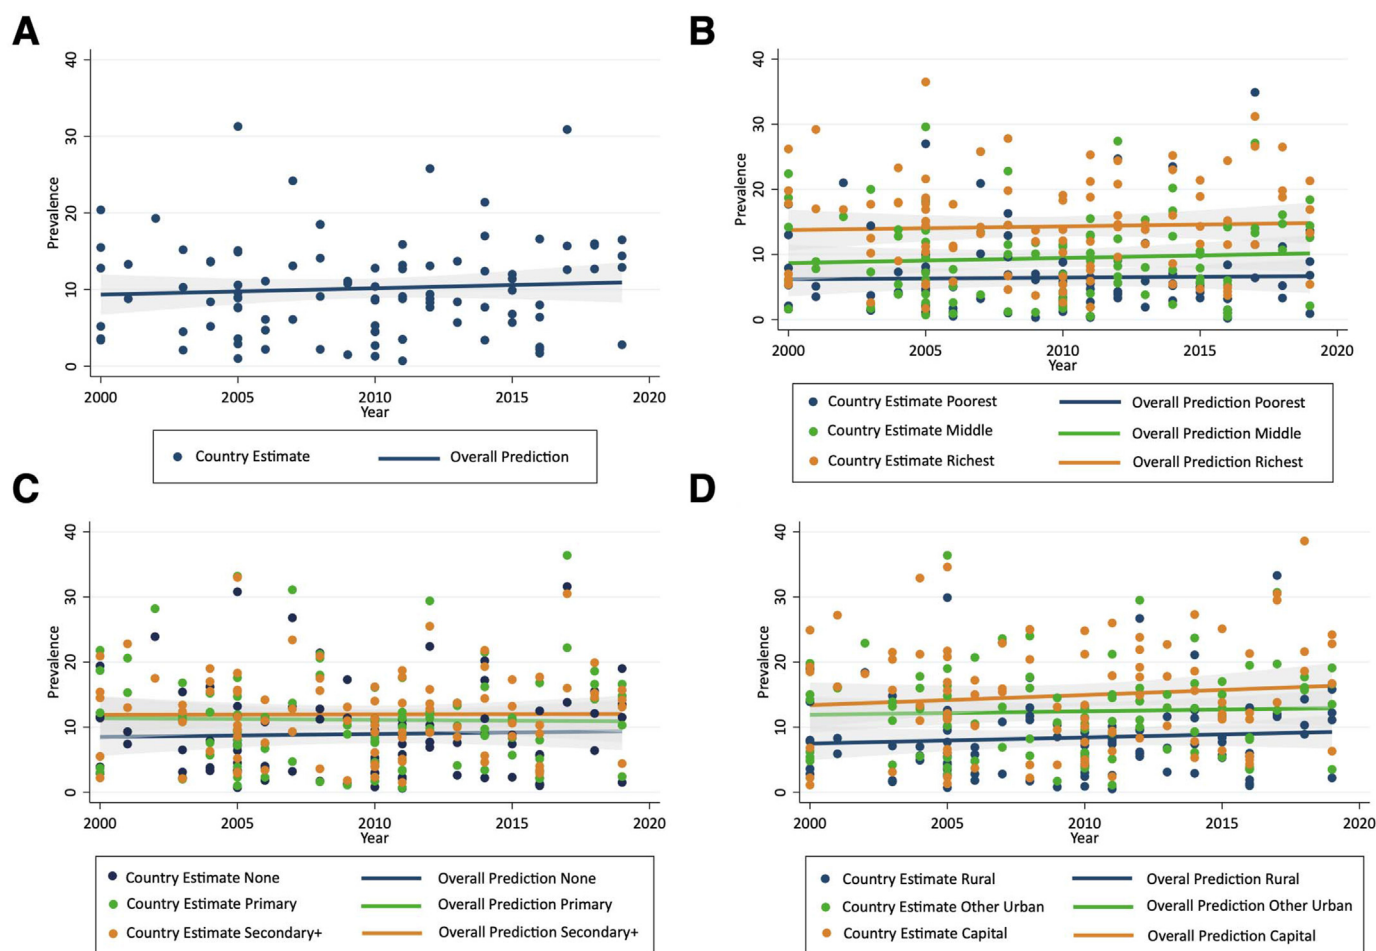 A
B
40
30
20
10
0
Prevalence
2000
2005
2010
2015
2020
Year
Country Estimate
Overall Prediction
40
30
20
10
0
Prevalence
2000
2005
2010
2015
2020
Year
Country Estimate Poorest
Overall Prediction Poorest
Country Estimate Middle
Overall Prediction Middle
Country Estimate Richest
Overall Prediction Richest
C
D
40
30
20
10
0
Prevalence
2000
2005
2010
2015
2020
Year
Country Estimate None
Overall Prediction None
Country Estimate Primary
Overall Prediction Primary
Country Estimate Secondary+
Overall Prediction Secondary+
40
30
20
10
0
Prevalence
2000
2005
2010
2015
2020
Year
Country Estimate Rural
Overal Prediction Rural
Country Estimate Other Urban
Overall Prediction Other Urban
Country Estimate Capital
Overall Prediction Capital